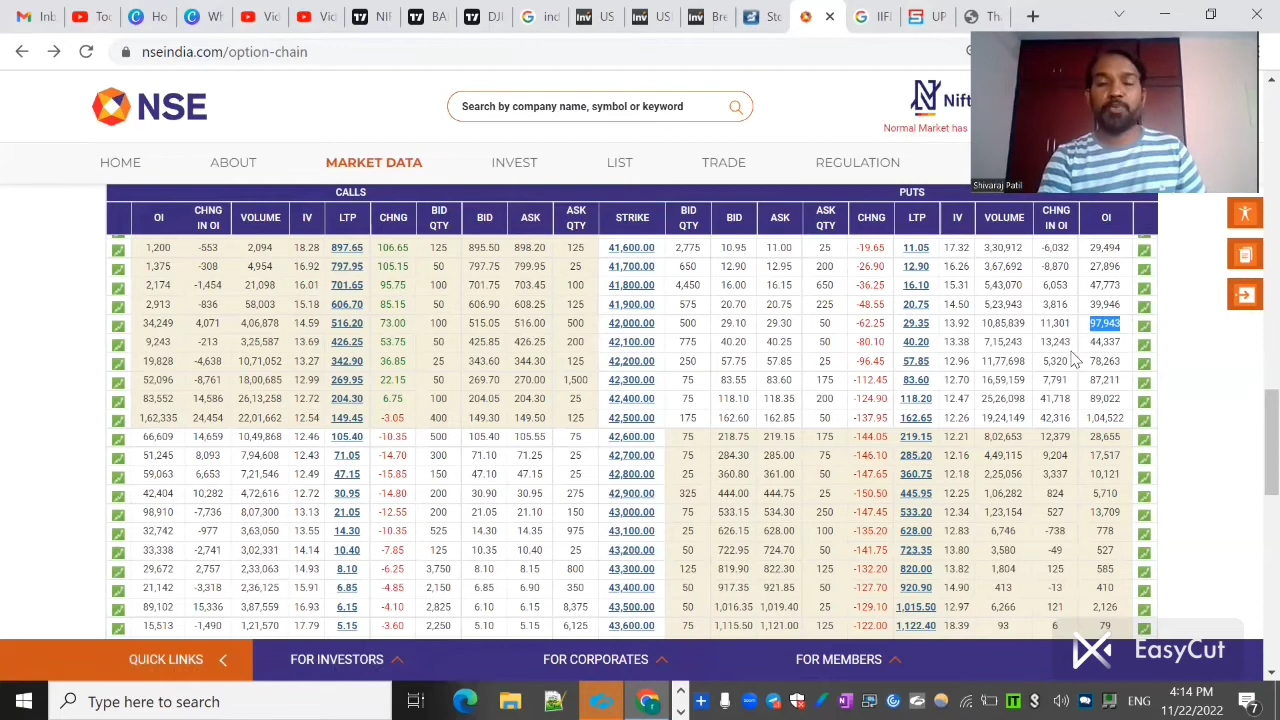 nseindia.com/option-chain
NSE
Search by company name, symbol or keyword
Nift
Normal Market has
HOME ABOUT MARKET DATA INVEST LIST TRADE REGULATION
Shivaraj Patil
CALLS PUTS
OI CHNG IN OI VOLUME IV LTP CHNG BID QTY BID ASK ASK QTY STRIKE BID QTY BID ASK ASK QTY CHNG LTP IV VOLUME CHNG IN OI OI
1,200 -553 2,094 18.28 897.65 106.65 125 895.50 898.20 125 41,600.00 2,775 10.95 11.00 25 -19.65 11.05 17.32 3,30,912 -6,032 29,494
1,375 -308 4,954 16.92 797.95 105.15 50 797.75 799.95 25 41,700.00 650 12.90 12.95 200 -26.90 12.90 16.26 3,67,692 -8,870 27,896
2,174 -1,454 21,098 16.01 701.65 95.75 100 701.75 703.45 100 41,800.00 4,450 16.00 16.15 650 -36.25 16.10 15.31 5,43,070 6,053 47,773
2,913 -836 58,003 15.18 606.70 85.15 50 606.90 608.25 125 41,900.00 575 20.70 20.75 225 -48.55 20.75 14.50 5,23,943 3,816 39,946
34,249 4,06,878 14.59 516.20 73.00 100 515.05 516.00 500 42,000.00 500 29.10 29.30 50 -62.25 29.35 13.92 10,85,839 11,301 97,943
9,243 -213 3,25,587 13.69 426.25 53.75 50 425.85 426.25 200 42,100.00 775 40.20 40.25 50 -80.10 40.20 13.38 7,15,243 13,243 44,337
19,828 -4,638 10,71,052 13.27 342.90 36.85 25 343.60 344.30 125 42,200.00 250 57.75 57.85 25 -96.45 57.85 12.96 11,77,698 5,320 78,263
52,096 -8,761 18,00,685 12.99 269.95 22.15 50 269.70 270.00 1,500 42,300.00 75 83.55 83.60 75 -112.45 83.60 12.70 16,59,159 7,791 87,211
83,552 14,586 26,13,258 12.72 204.30 6.75 100 204.05 204.30 25 42,400.00 75 118.10 118.35 200 -124.90 118.20 12.47 25,26,098 41,718 89,022
1,62,335 24,454 22,01,662 12.54 149.45 -3.05 400 149.30 149.50 125 42,500.00 175 162.60 162.85 50 -137.95 162.65 12.26 19,24,149 42,316 1,04,522
66,609 14,659 10,49,868 12.46 105.40 -10.35 500 105.40 105.55 75 42,600.00 75 218.75 219.15 175 -144.05 219.15 12.21 8,02,653 12,379 28,655
51,245 8,093 7,94,608 12.43 71.05 -14.70 300 71.10 71.25 25 42,700.00 75 284.30 285.00 75 -146.10 285.20 12.16 4,49,115 9,204 17,517
59,063 6,653 7,21,546 12.49 47.15 -15.85 150 47.10 47.15 25 42,800.00 50 360.80 361.00 50 -147.65 360.75 12.18 2,25,056 3,337 10,121
42,404 10,282 4,72,616 12.72 30.95 -14.80 200 30.90 30.95 275 42,900.00 325 444.00 444.75 25 -150.50 445.95 12.31 1,06,282 824 5,710
98,910 -7,736 8,07,300 13.13 21.05 -12.55 200 21.05 21.10 150 43,000.00 75 533.15 534.30 250 -147.45 533.20 12.34 1,23,154 527 13,709
32,742 -977 3,63,050 13.55 14.30 -10.35 525 14.30 14.35 975 43,100.00 75 626.15 628.00 100 -135.20 628.00 12.83 6,746 -738 778
33,338 -2,741 3,02,331 14.14 10.40 -7.85 125 10.35 10.40 25 43,200.00 50 722.95 724.70 50 -141.75 723.35 13.80 3,580 -49 527
29,672 2,757 2,33,063 14.93 8.10 -6.25 3,750 8.10 8.15 800 43,300.00 125 819.90 822.30 125 -132.20 820.00 13.82 1,804 125 585
21,142 -3,318 2,36,125 15.91 6.85 -4.85 2,125 6.85 6.90 350 43,400.00 50 917.35 921.85 50 -127.70 920.90 14.90 413 -13 410
89,102 15,336 3,87,559 16.93 6.15 -4.10 2,825 6.10 6.15 8,375 43,500.00 50 1,016.35 1,019.40 25 -129.10 1,015.50 12.97 6,266 121 2,126
15,513 -1,490 1,21,570 17.79 5.15 -3.60 2,250 5.10 5.15 6,125 43,600.00 75 1,115.50 1,121.00 125 -122.00 1,122.40 18.39 93 6 79
EasyCut
QUICK LINKS FOR INVESTORS FOR CORPORATES FOR MEMBERS
Type here to search
ENG
4:14 PM
11/22/2022
7